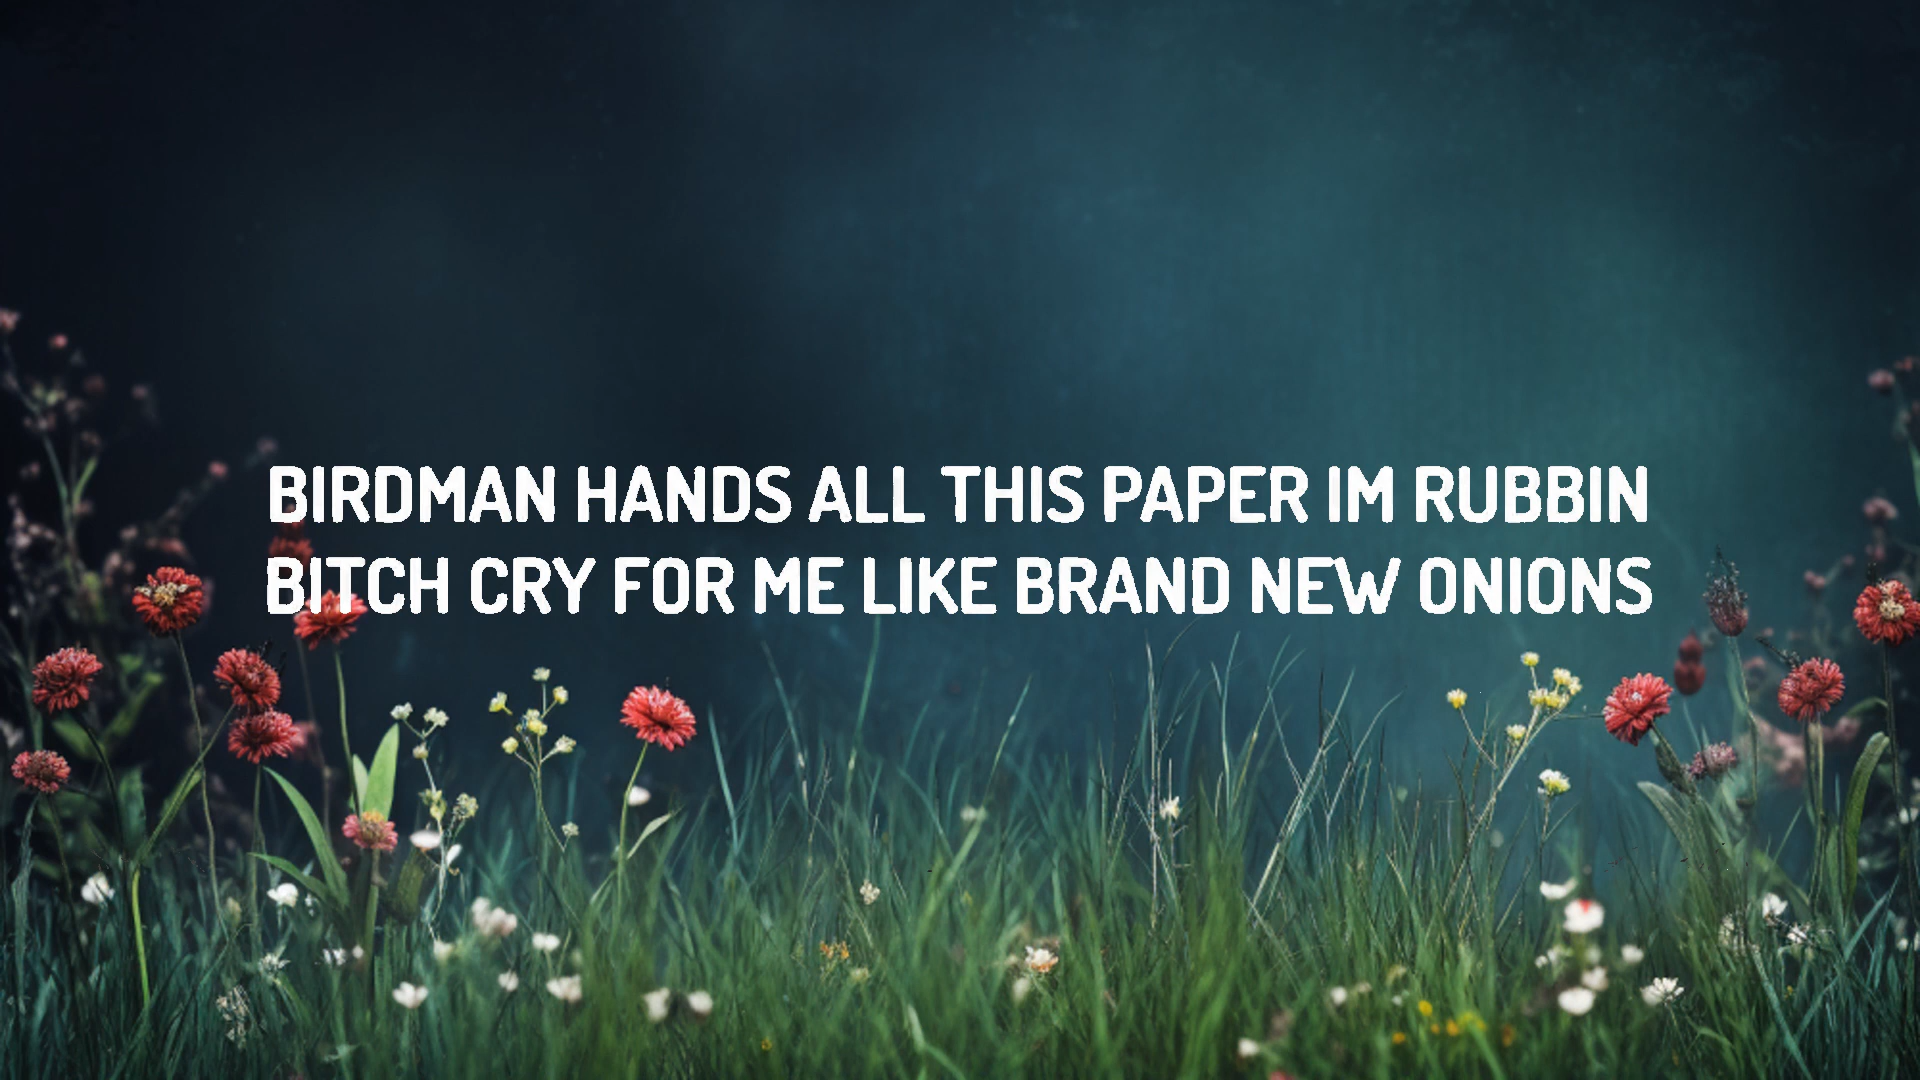 BIRDMAN HANDS ALL THIS PAPER IM RUBBIN
BITCH CRY FOR ME LIKE BRAND NEW ONIONS